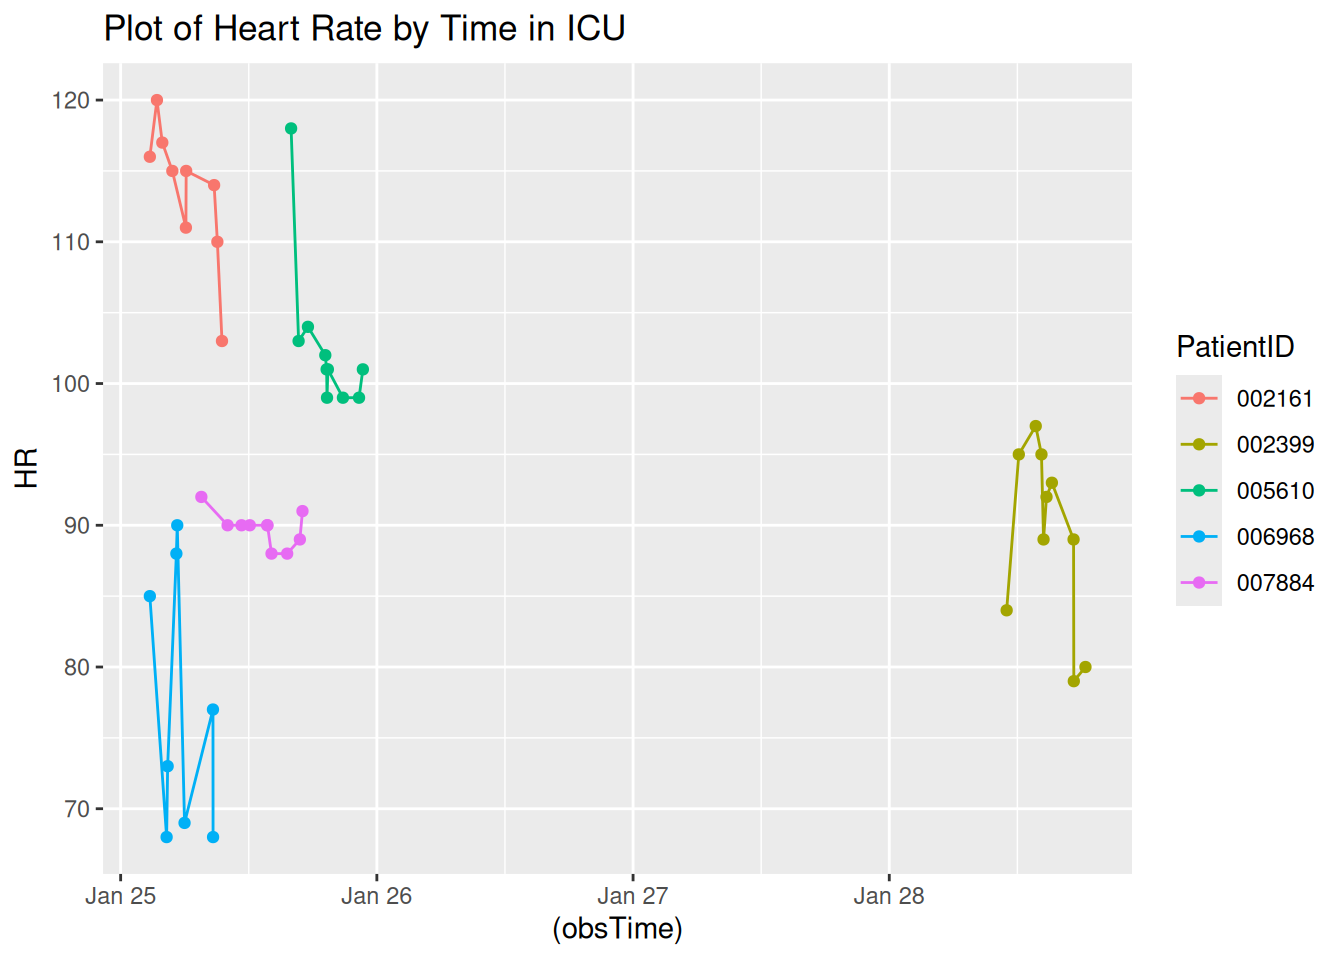 Plot of Heart Rate by Time in ICU
120
110
100
90
80
70
HR
Jan 25
Jan 26
Jan 27
Jan 28
(obsTime)
PatientID
002161
002399
005610
006968
007884